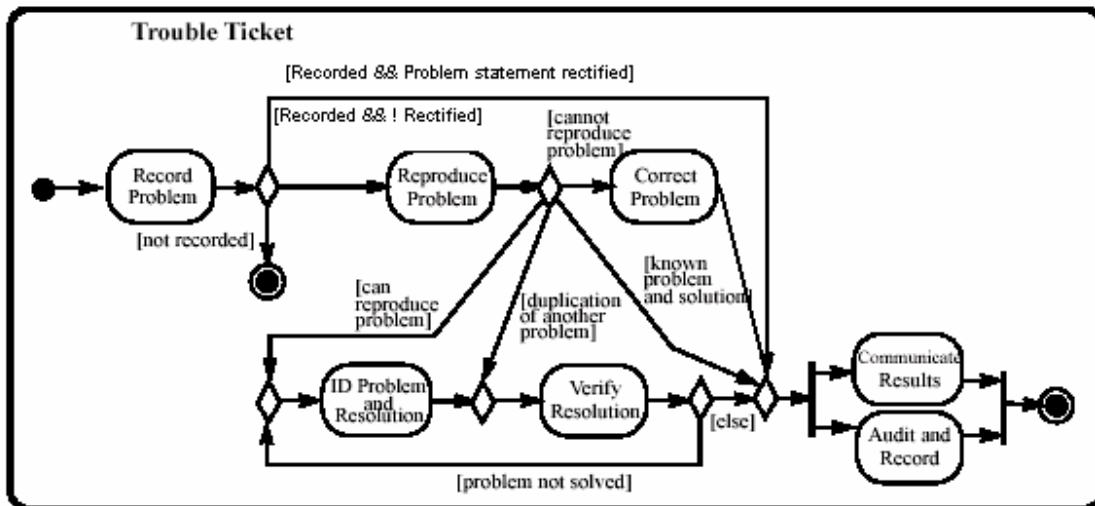 Trouble Ticket
[Recorded && Problem statement rectified]
[Recorded && ! Rectified]
[cannot
reproduce
problem]
Record
Problem
Reproduce
Problem
Correct
Problem
[not recorded]
[can
reproduce
problem]
[duplication
of another
problem]
[known
problem
and solution]
ID Problem
and
Resolution
Verify
Resolution
[else]
Communicate
Results
Audit and
Record
[problem not solved]